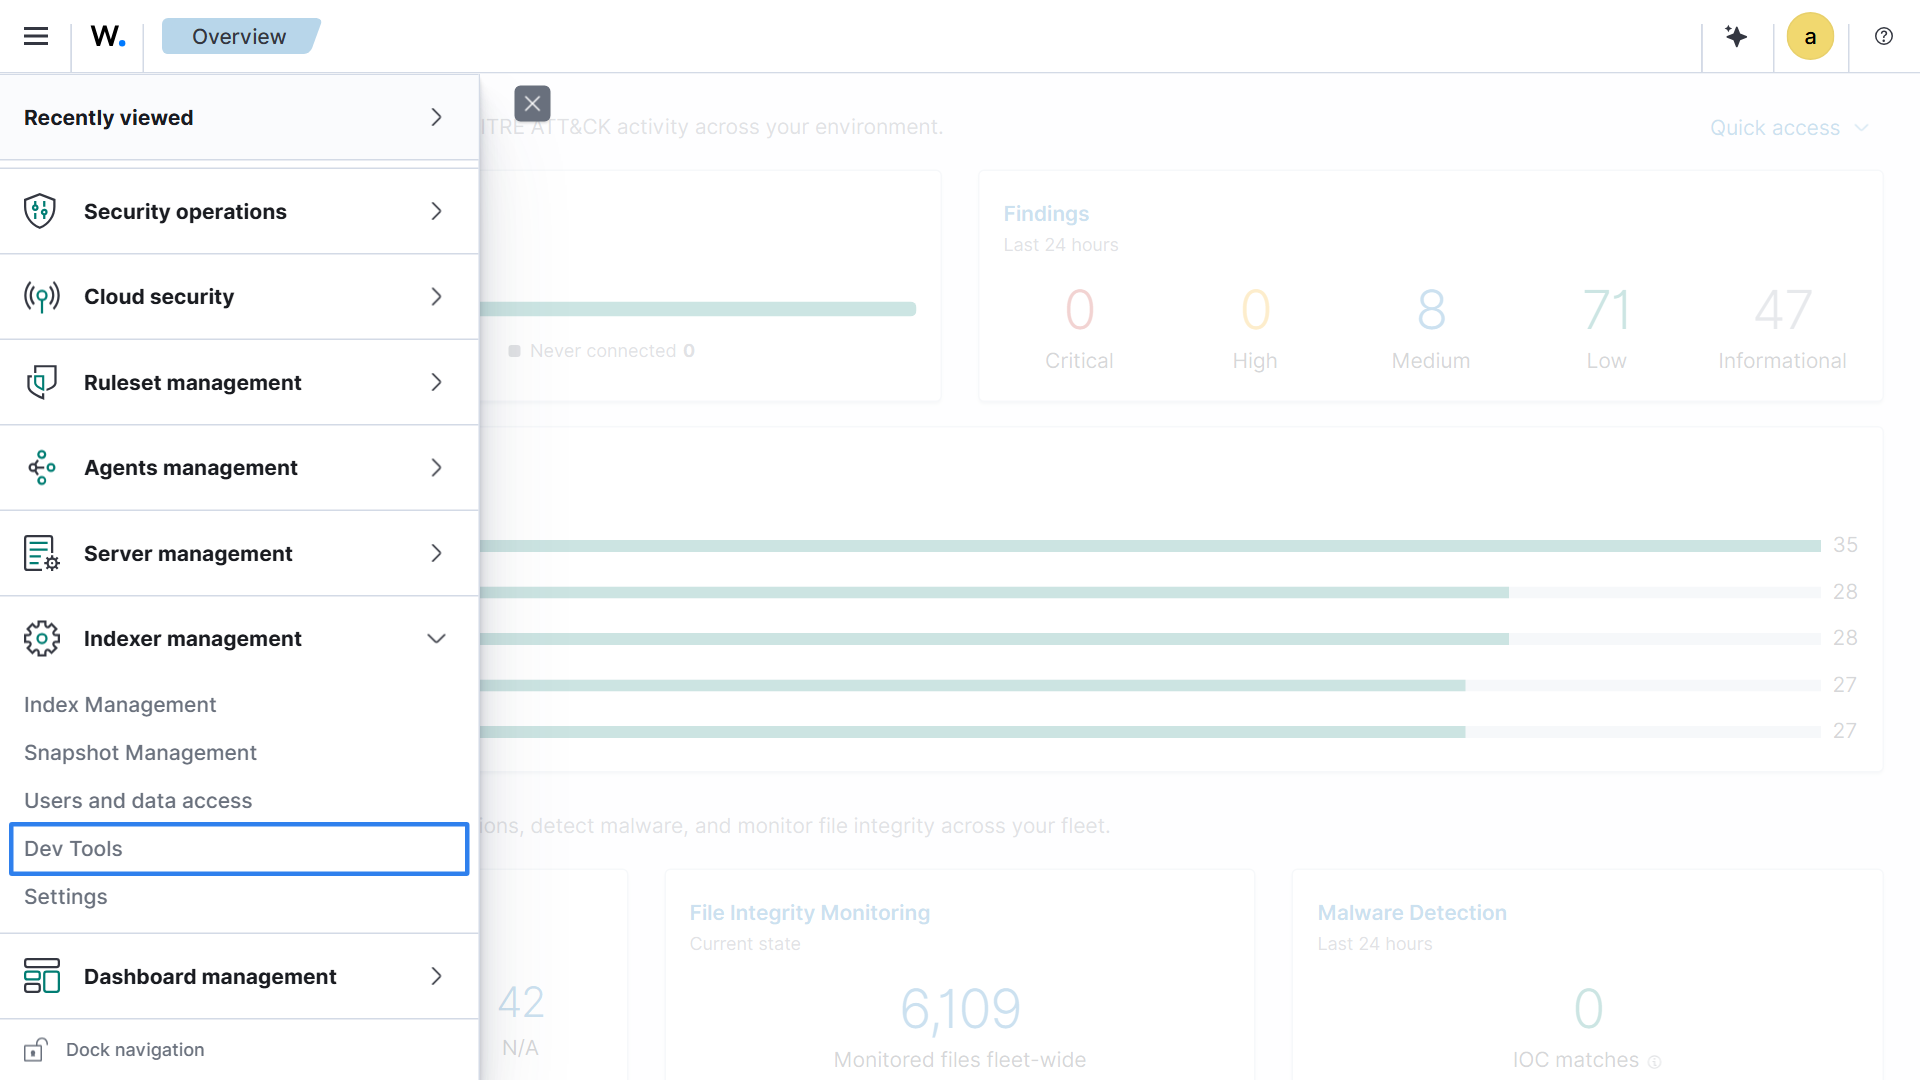 W.
Overview
a
Recently viewed
ITRE ATT&CK activity across your environment.
Quick access
Security operations
Findings
Last 24 hours
Cloud security
0
0
8
71
47
Never connected 0
Critical
High
Medium
Low
Informational
Ruleset management
Agents management
Server management
35
28
Indexer management
28
Index Management
27
Snapshot Management
27
Users and data access
ions, detect malware, and monitor file integrity across your fleet.
Dev Tools
Settings
File Integrity Monitoring
Current state
Malware Detection
Last 24 hours
Dashboard management
42
N/A
6,109
Monitored files fleet-wide
0
IOC matches
Dock navigation